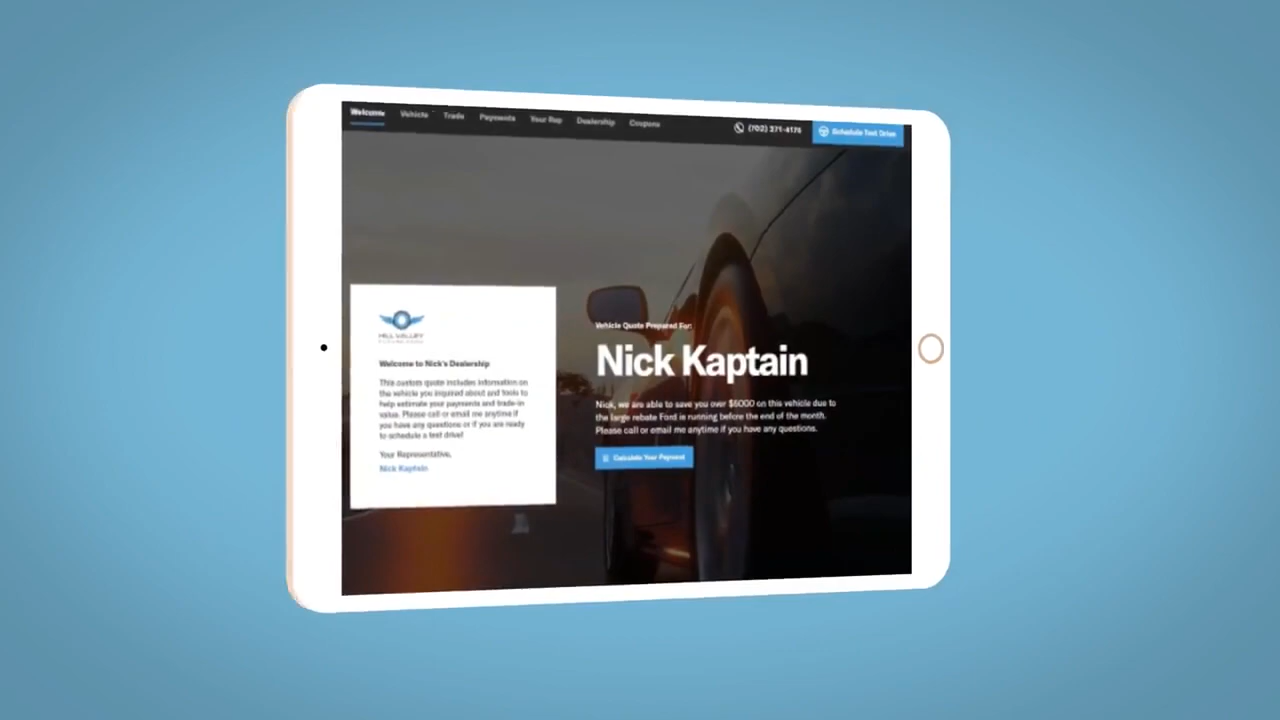 Welcome Vehicle Trade Payments Your Rep Dealership Coupons (702) 371-4176 Schedule Test Drive
HILL VALLEY
Welcome to Nick's Dealership
This custom quote includes information on
the vehicle you inquired about and tools to
help estimate your payments and trade-in
value. Please call or email me anytime if
you have any questions or if you are ready
to schedule a test drive!
Your Representative,
Nick Kaptain
Vehicle Quote Prepared For:
Nick Kaptain
Nick, we are able to save you over $6000 on this vehicle due to
the large rebate Ford is running before the end of the month.
Please call or email me anytime if you have any questions.
Calculate Your Payment